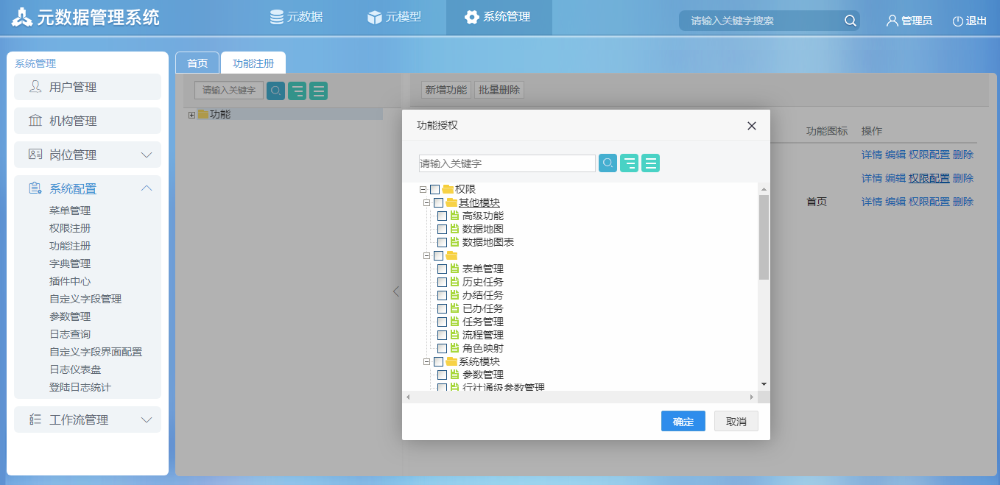 元数据管理系统
元数据
元模型
系统管理
请输入关键字搜索
管理员
退出
系统管理
用户管理
机构管理
岗位管理
系统配置
菜单管理
权限注册
功能注册
字典管理
插件中心
自定义字段管理
参数管理
日志查询
自定义字段界面配置
日志仪表盘
登陆日志统计
工作流管理
首页
功能注册
请输入关键字
功能
新增功能
批量删除
功能图标
操作
详情 编辑 权限配置 删除
详情 编辑 权限配置 删除
首页
详情 编辑 权限配置 删除
功能授权
请输入关键字
权限
其他模块
高级功能
数据地图
数据地图表
表单管理
历史任务
办结任务
已办任务
任务管理
流程管理
角色映射
系统模块
参数管理
行社通级参数管理
确定
取消